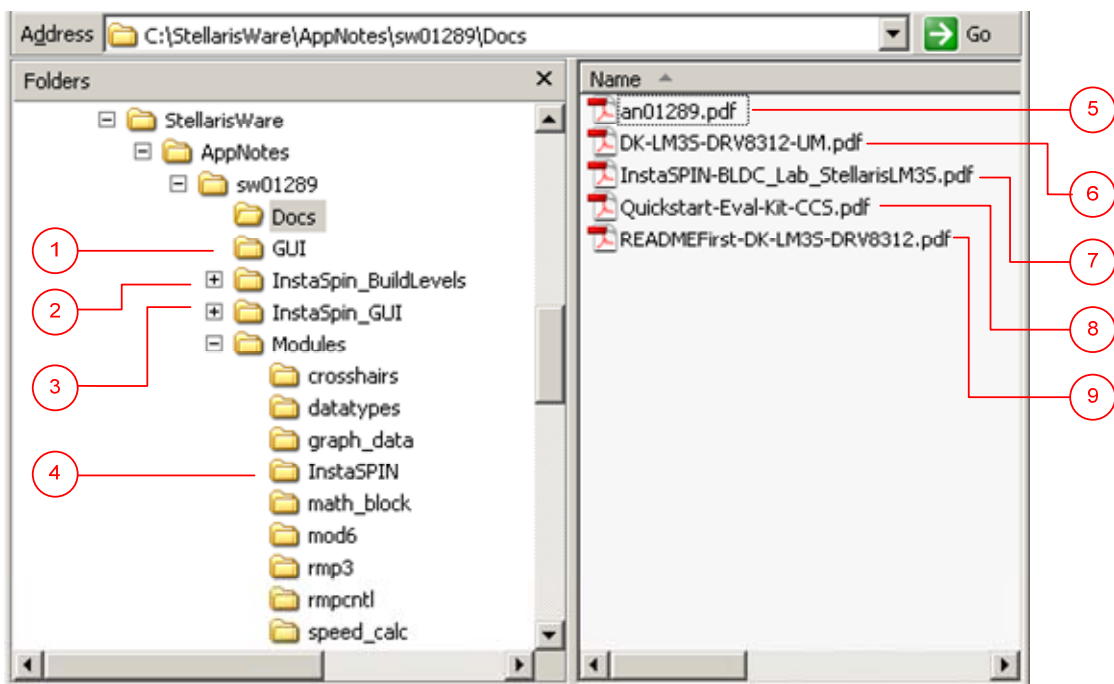 Address C:\StellarisWare\AppNotes\sw01289\Docs Go
Folders × Name
StellarisWare
AppNotes
sw01289
Docs
GUI
InstaSpin_BuildLevels
InstaSpin_GUI
Modules
crosshairs
datatypes
graph_data
InstaSPIN
math_block
mod6
rmp3
rmpcntl
speed_calc
an01289.pdf
DK-LM3S-DRV8312-UM.pdf
InstaSPIN-BLDC_Lab_StellarisLM3S.pdf
Quickstart-Eval-Kit-CCS.pdf
READMEFirst-DK-LM3S-DRV8312.pdf
1
2
3
4
5
6
7
8
9